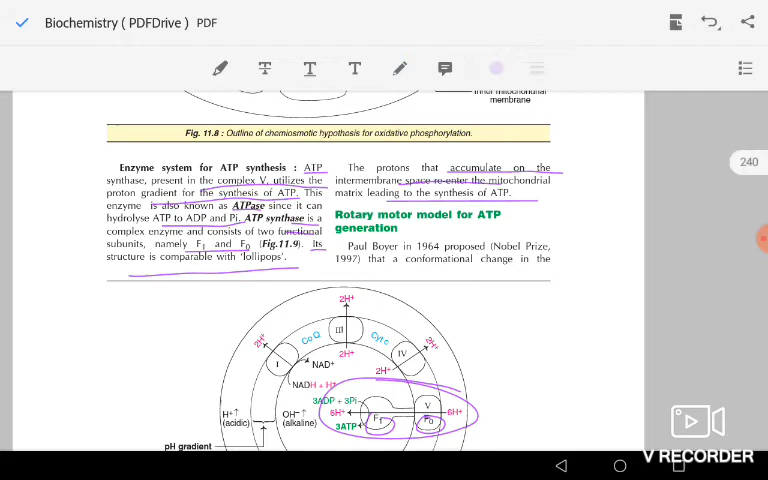 Biochemistry ( PDFDrive ) PDF
inner mitochondrial
membrane
Fig. 11.8 : Outline of chemiosmotic hypothesis for oxidative phosphorylation.
240
Enzyme system for ATP synthesis : ATP
synthase, present in the complex V, utilizes the
proton gradient for the synthesis of ATP. This
enzyme is also known as ATPase since it can
hydrolyse ATP to ADP and Pi. ATP synthase is a
complex enzyme and consists of two functional
subunits, namely F1 and F0 (Fig.11.9). Its
structure is comparable with 'lollipops'.
The protons that accumulate on the
intermembrane space re-enter the mitochondrial
matrix leading to the synthesis of ATP.
Rotary motor model for ATP
generation
Paul Boyer in 1964 proposed (Nobel Prize,
1997) that a conformational change in the
2H+
III
CoQ
Cyt c
2H+
2H+
2H+
I
IV
NAD+
2H+
NADH + H+
3ADP + 3Pi
V
H+↑
(acidic)
OH−↑
(alkaline)
6H+
F1
F0
6H+
3ATP
pH gradient
V RECORDER